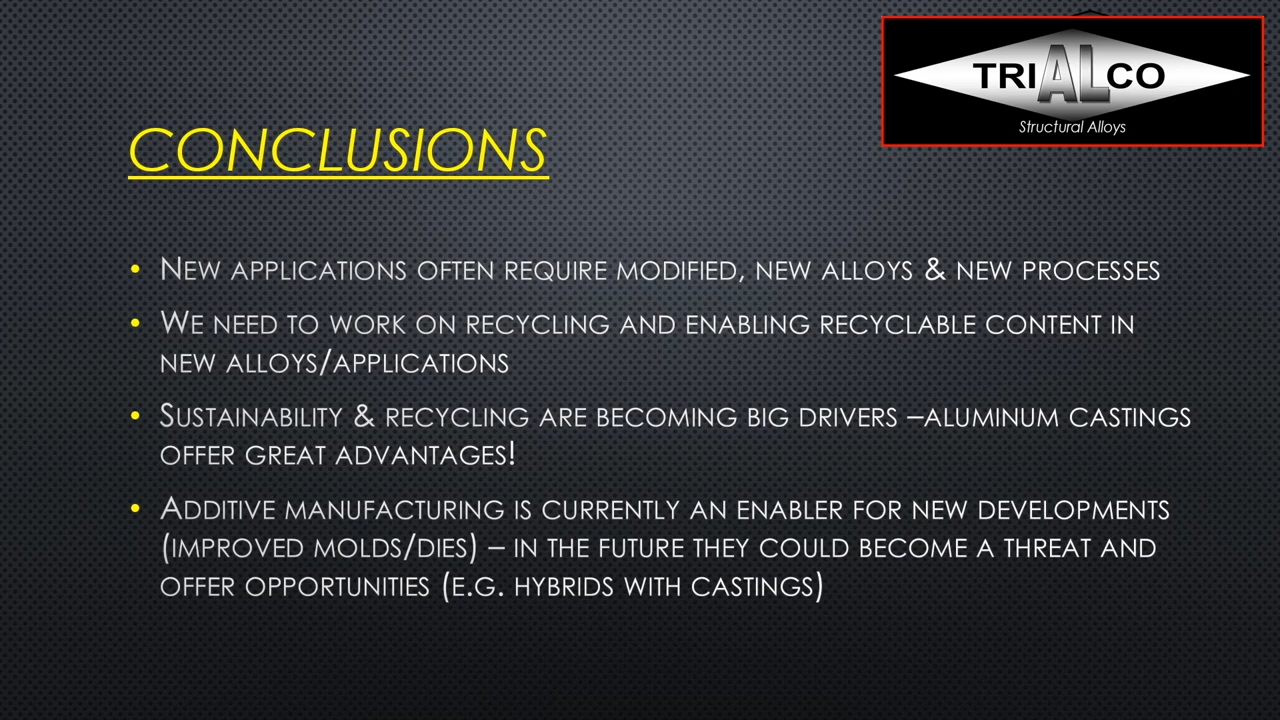 TRIALCO
Structural Alloys
CONCLUSIONS
• New applications often require modified, new alloys & new processes
• We need to work on recycling and enabling recyclable content in
new alloys/applications
• Sustainability & recycling are becoming big drivers –aluminum castings
offer great advantages!
• Additive manufacturing is currently an enabler for new developments
(improved molds/dies) – in the future they could become a threat and
offer opportunities (e.g. hybrids with castings)